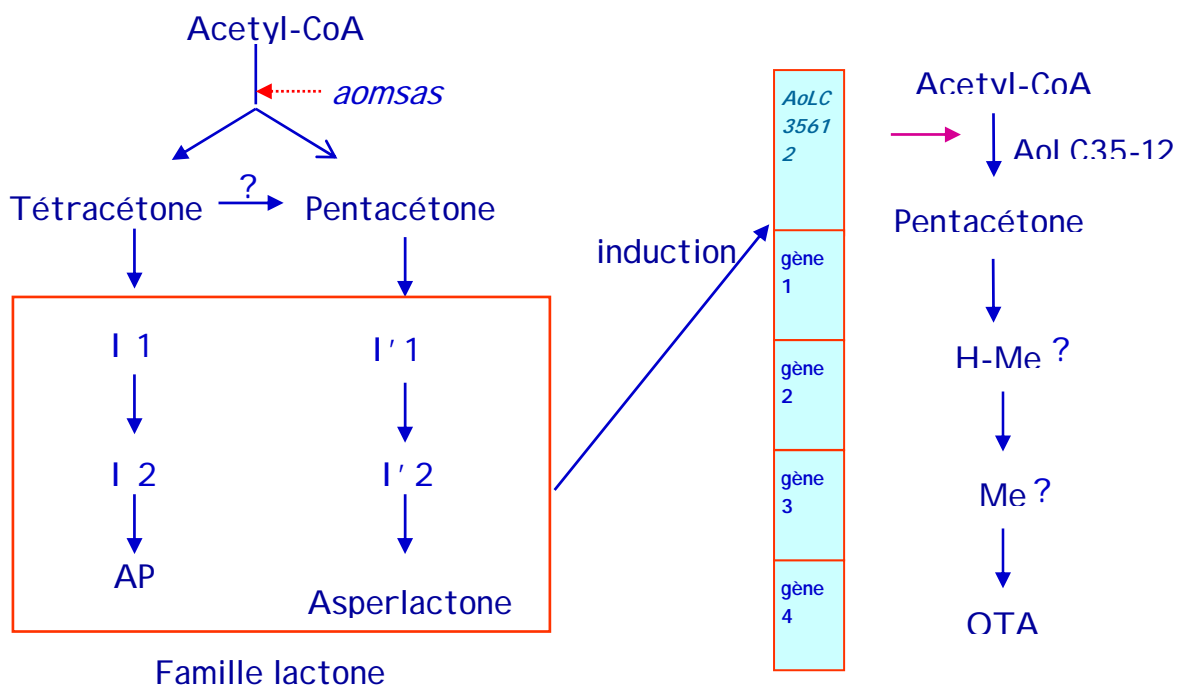 Acetyl-CoA
aomsas
Tétracétone
?
Pentacétone
I 1
I'1
I 2
I'2
AP
Asperlactone
Famille lactone
induction
AoLC
3561
2
gène
1
gène
2
gène
3
gène
4
Acetyl-CoA
AoLC35-12
Pentacétone
H-Me ?
Me ?
OTA